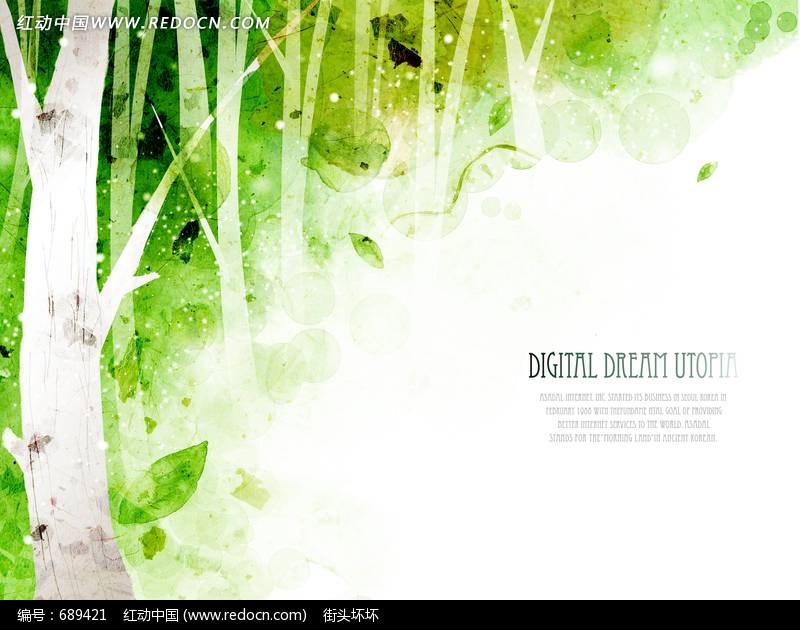 红动中国 WWW.REDOCN.COM
DIGITAL DREAM UTOPIA
ASADAL INTERNET, INC. STARTED ITS BUSINESS IN SEOUL KOREA IN
FEBRUARY 1988 WITH THEFUNDAME NTAL GOAL OF PROVIDING
BETTER INTERNET SERVICES TO THE WORLD. ASADAL
STANDS FOR THE "MORNING LAND" IN ANCIENT KOREAN.
编号：689421 红动中国 (www.redocn.com) 街头坏坏